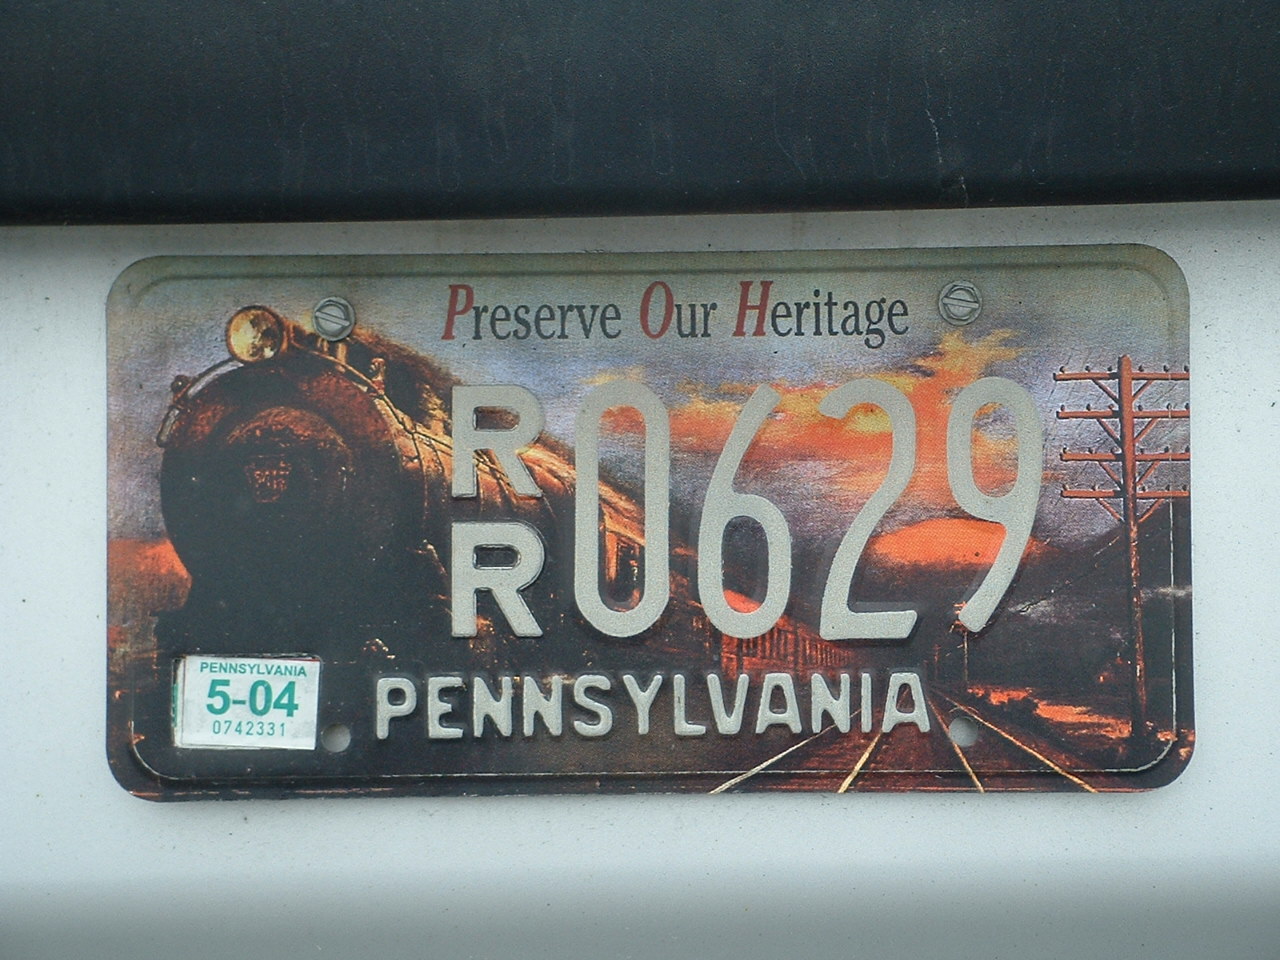 Preserve Our Heritage
RR0629
PENNSYLVANIA
PENNSYLVANIA
5-04
0742331